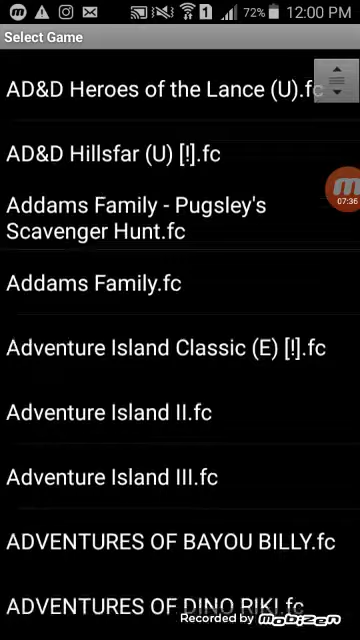 1 72% 12:00 PM
Select Game
AD&D Heroes of the Lance (U).fc
AD&D Hillsfar (U) [!].fc
Addams Family - Pugsley's
Scavenger Hunt.fc
07:36
Addams Family.fc
Adventure Island Classic (E) [!].fc
Adventure Island II.fc
Adventure Island III.fc
ADVENTURES OF BAYOU BILLY.fc
ADVENTURES OF DINO RIKI.fc
Recorded by mobizen